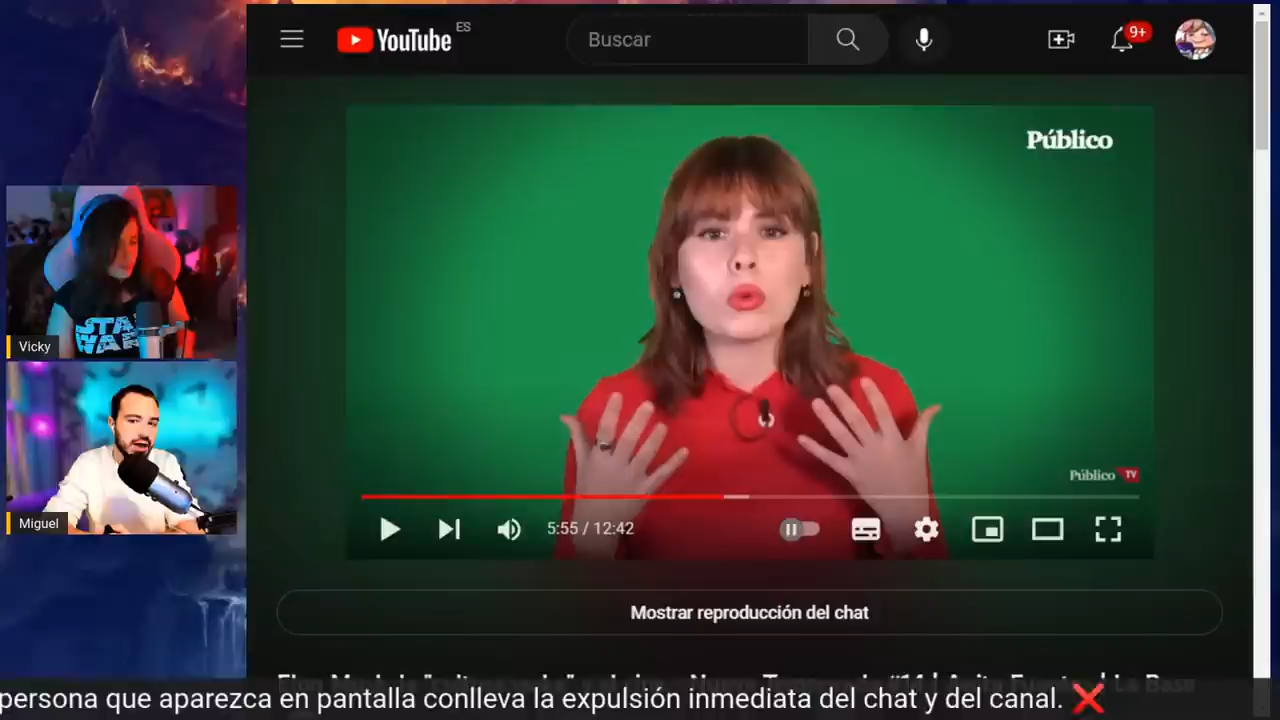 YouTube
ES
Buscar
9+
Público
STAR
WARS
Vicky
Miguel
Público TV
5:55 / 12:42
Mostrar reproducción del chat
persona que aparezca en pantalla conlleva la expulsión inmediata del chat y del canal.